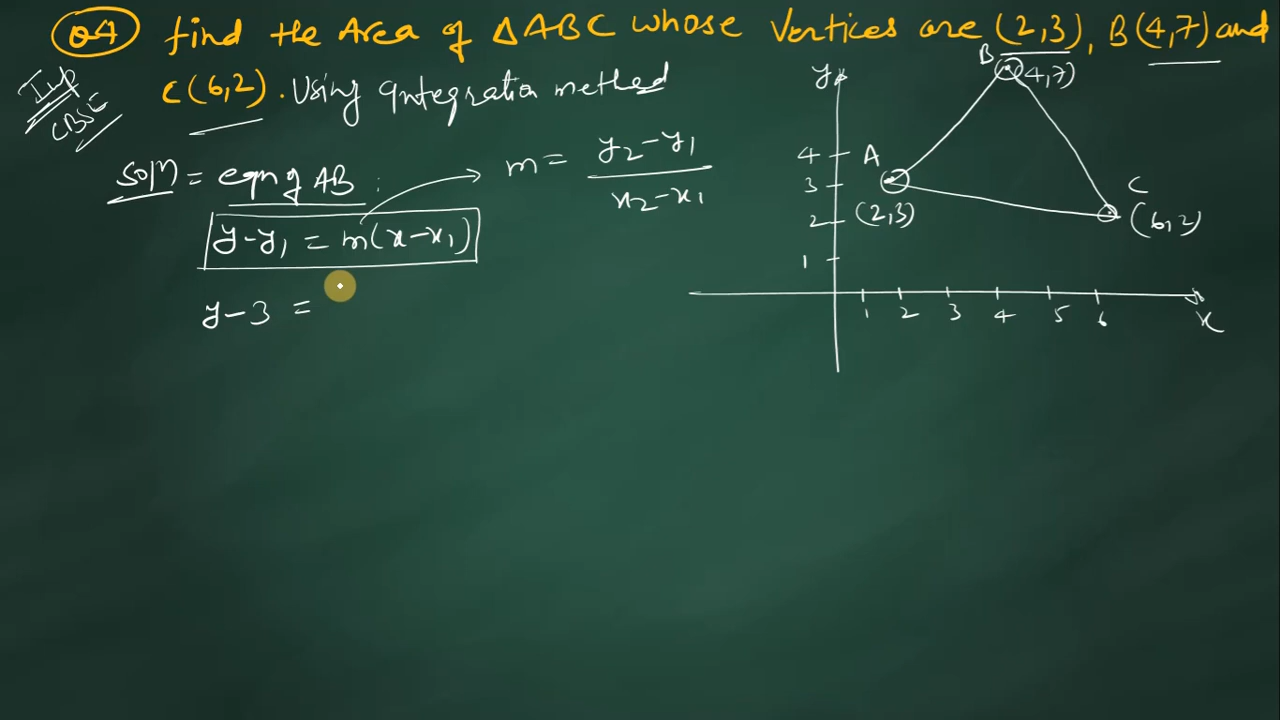 Q4 find the Area of ΔABC whose Vertices are (2,3), B(4,7) and
C(6,2). Using integration method
Imp
CBSE
Soln = eqn of AB :
m = y2-y1 / x2-x1
y-y1 = m(x-x1)
y-3 =
y
B (4,7)
4 A
3
C
(2,3)
2
(6,2)
1
1 2 3 4 5 6 x